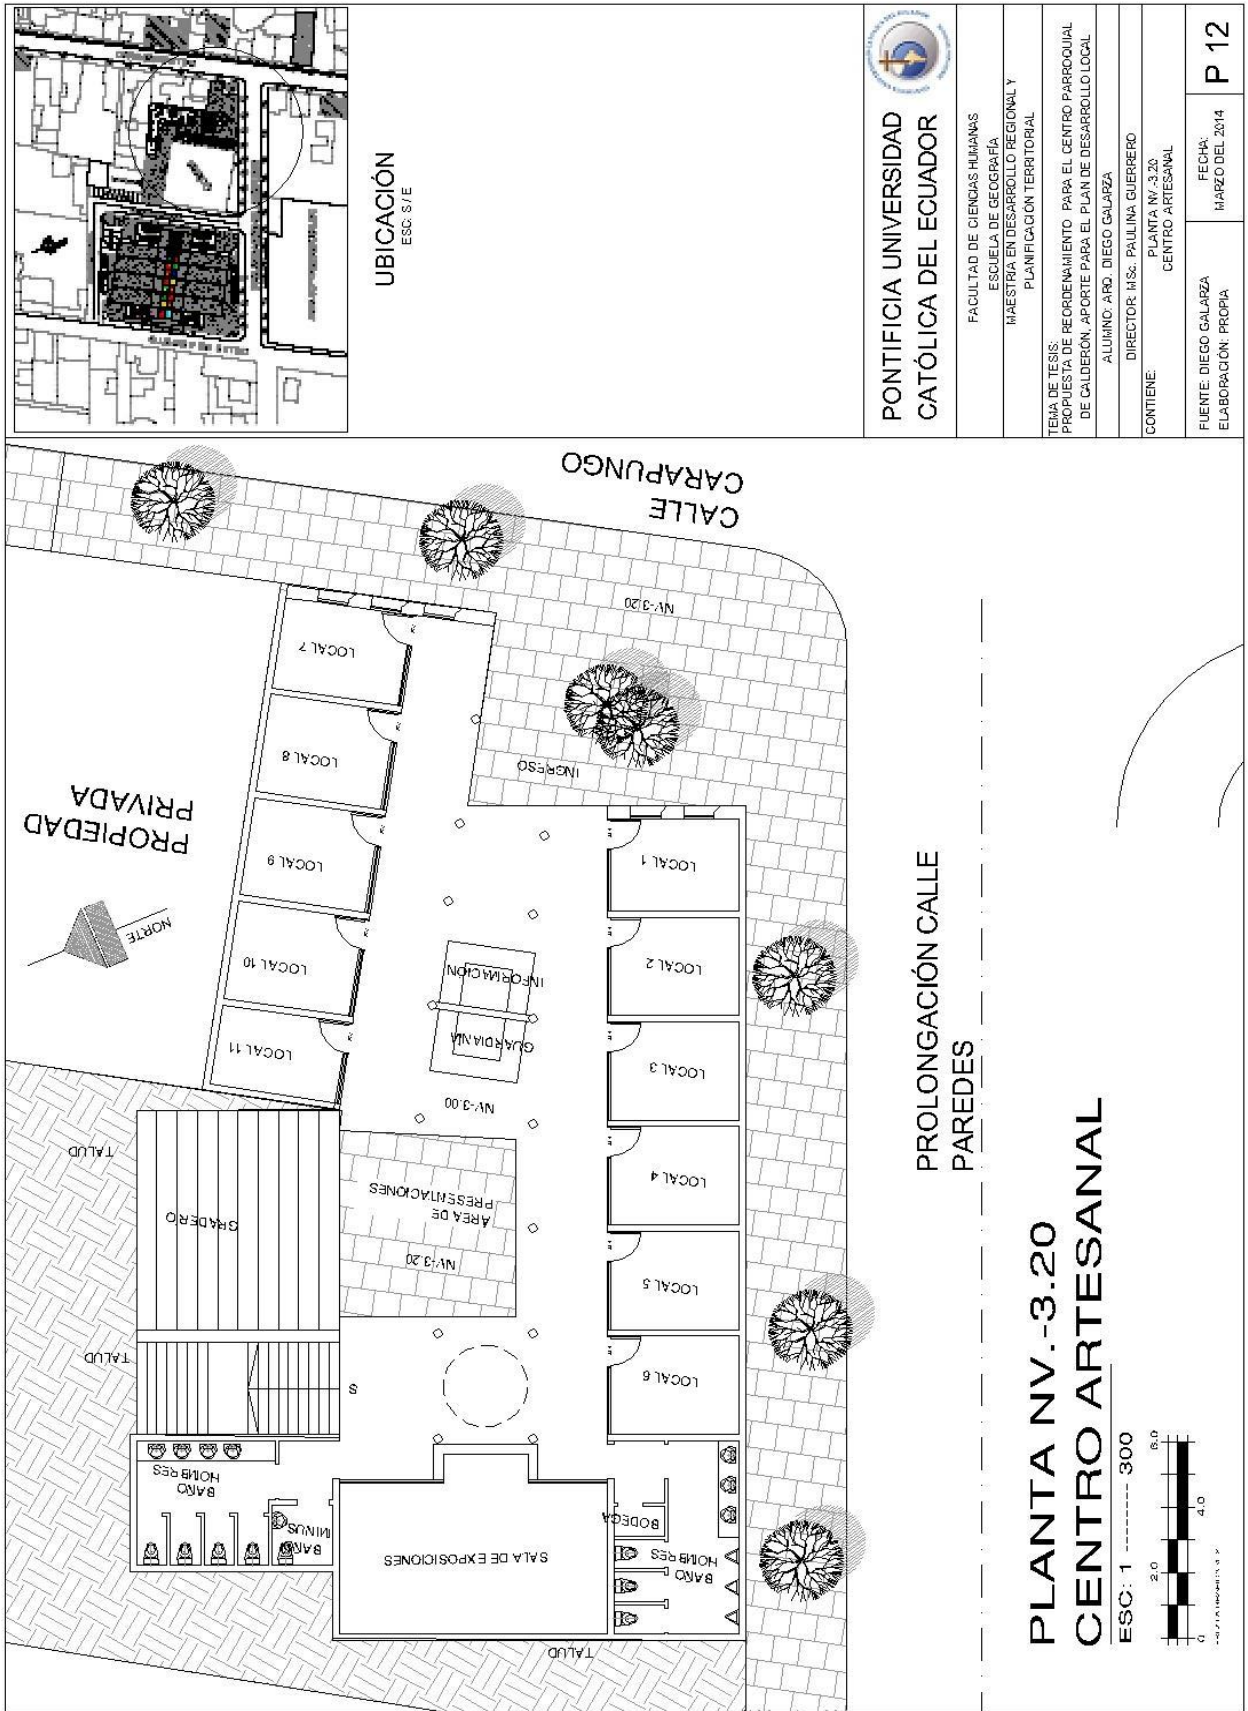 UBICACIÓN
ESC: S / E
PONTIFICIA UNIVERSIDAD
CATÓLICA DEL ECUADOR
FACULTAD DE CIENCIAS HUMANAS
ESCUELA DE GEOGRAFÍA
MAESTRÍA EN DESARROLLO REGIONAL Y
PLANIFICACIÓN TERRITORIAL
TEMA DE TESIS:
PROPUESTA DE REORDENAMIENTO PARA EL CENTRO PARROQUIAL
DE CALDERÓN, APORTE PARA EL PLAN DE DESARROLLO LOCAL
ALUMNO: ARQ. DIEGO GALARZA
DIRECTOR: MSc. PAULINA GUERRERO
CONTIENE:
PLANTA NV.-3.20
CENTRO ARTESANAL
FUENTE: DIEGO GALARZA
ELABORACIÓN: PROPIA
FECHA:
MARZO DEL 2014
P 12
CALLE
CARAPUNGO
NV-3.20
INGRESO
PROPIEDAD
PRIVADA
NORTE
LOCAL 7
LOCAL 8
LOCAL 9
LOCAL 10
LOCAL 11
LOCAL 1
LOCAL 2
LOCAL 3
LOCAL 4
LOCAL 5
LOCAL 6
INFORMACIÓN
GUARDIANÍA
NV-3.00
AREA DE
PRESENTACIONES
NV-3.20
GRADERÍO
TALUD
TALUD
S
BAÑO
HOMBRES
BAÑO
MINUS
SALA DE EXPOSICIONES
BODEGA
BAÑO
HOMBRES
TALUD
PROLONGACIÓN CALLE
PAREDES
PLANTA NV.-3.20
CENTRO ARTESANAL
ESC: 1 -------- 300
0
2.0
4.0
6.0